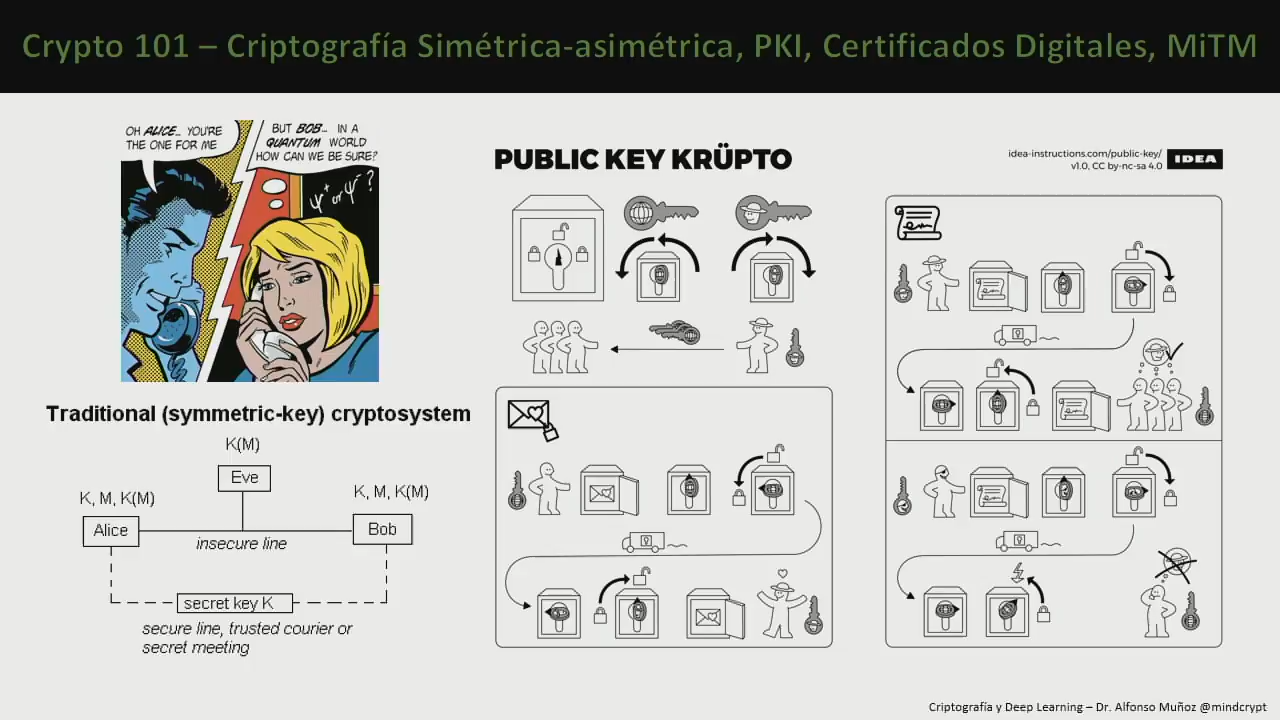 Crypto 101 – Criptografía Simétrica-asimétrica, PKI, Certificados Digitales, MiTM
OH ALICE... YOU'RE
THE ONE FOR ME
BUT BOB... IN A
QUANTUM WORLD
HOW CAN WE BE SURE?
ψ⁺ or ψ⁻ ?
Traditional (symmetric-key) cryptosystem
K(M)
Eve
K, M, K(M)
K, M, K(M)
Alice
Bob
insecure line
secret key K
secure line, trusted courier or
secret meeting
PUBLIC KEY KRÜPTO
idea-instructions.com/public-key/
v1.0, CC by-nc-sa 4.0
IDEA
Criptografía y Deep Learning – Dr. Alfonso Muñoz @mindcrypt